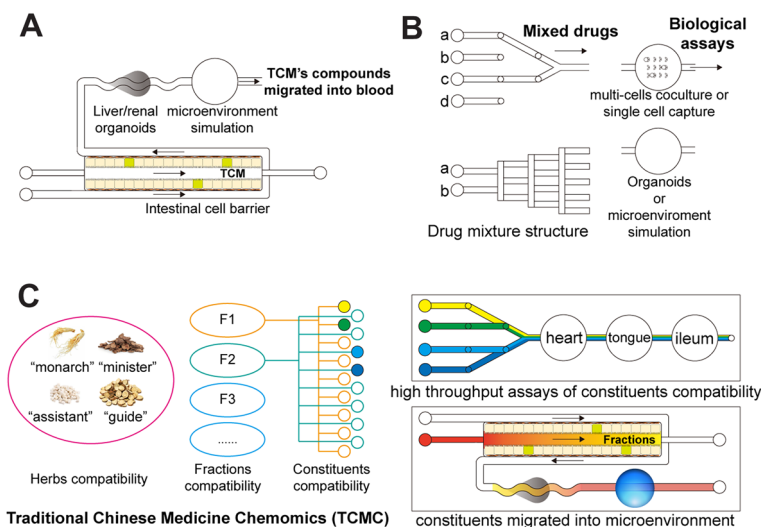 A
TCM's compounds
migrated into blood
Liver/renal
organoids
microenvironment
simulation
TCM
Intestinal cell barrier
B
Mixed drugs
Biological
assays
a
b
c
d
multi-cells coculture or
single cell capture
a
b
Drug mixture structure
Organoids
or
microenviroment
simulation
C
"monarch"
"minister"
"assistant"
"guide"
Herbs compatibility
F1
F2
F3
......
Fractions
compatibility
Constituents
compatibility
Traditional Chinese Medicine Chemomics (TCMC)
heart
tongue
ileum
high throughput assays of constituents compatibility
Fractions
constituents migrated into microenvironment